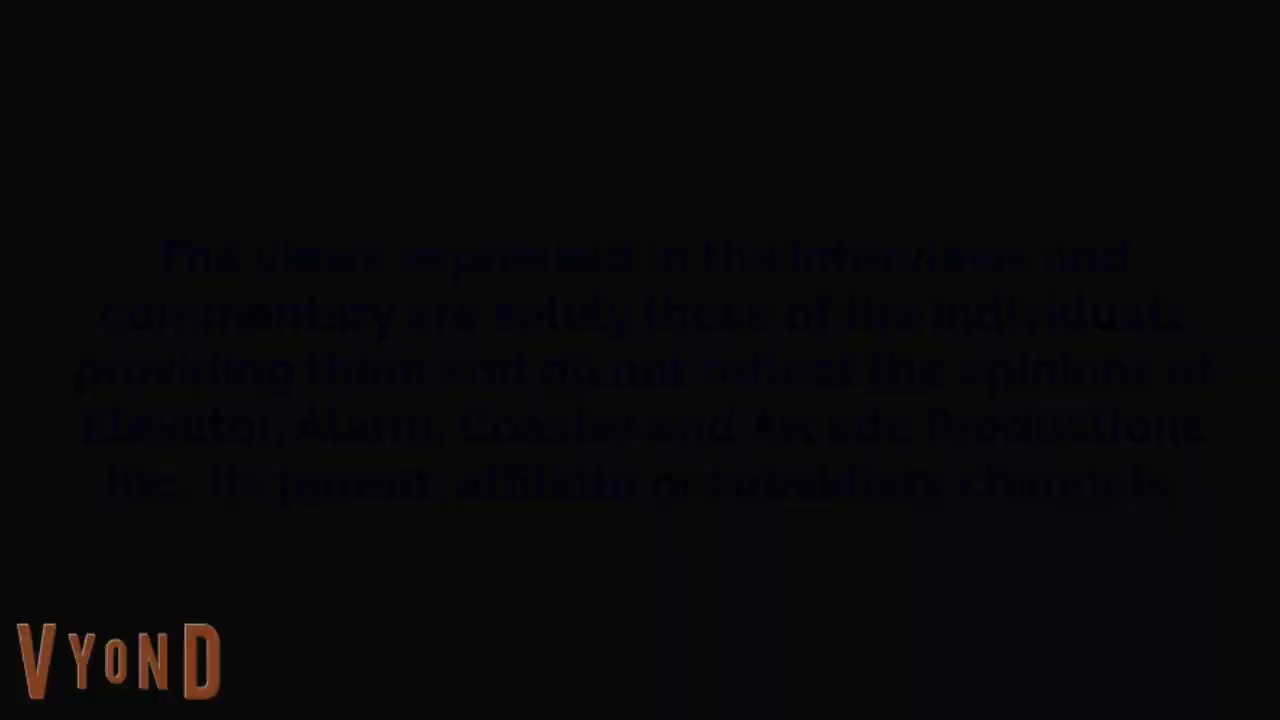 The views expressed in the interviews and
commentary are solely those of the individuals
providing them and do not reflect the opinions of
Elevator, Alarm, Coaster and Arcade Productions
Inc., its parent, affiliate or subsidiary channels.
VYOND